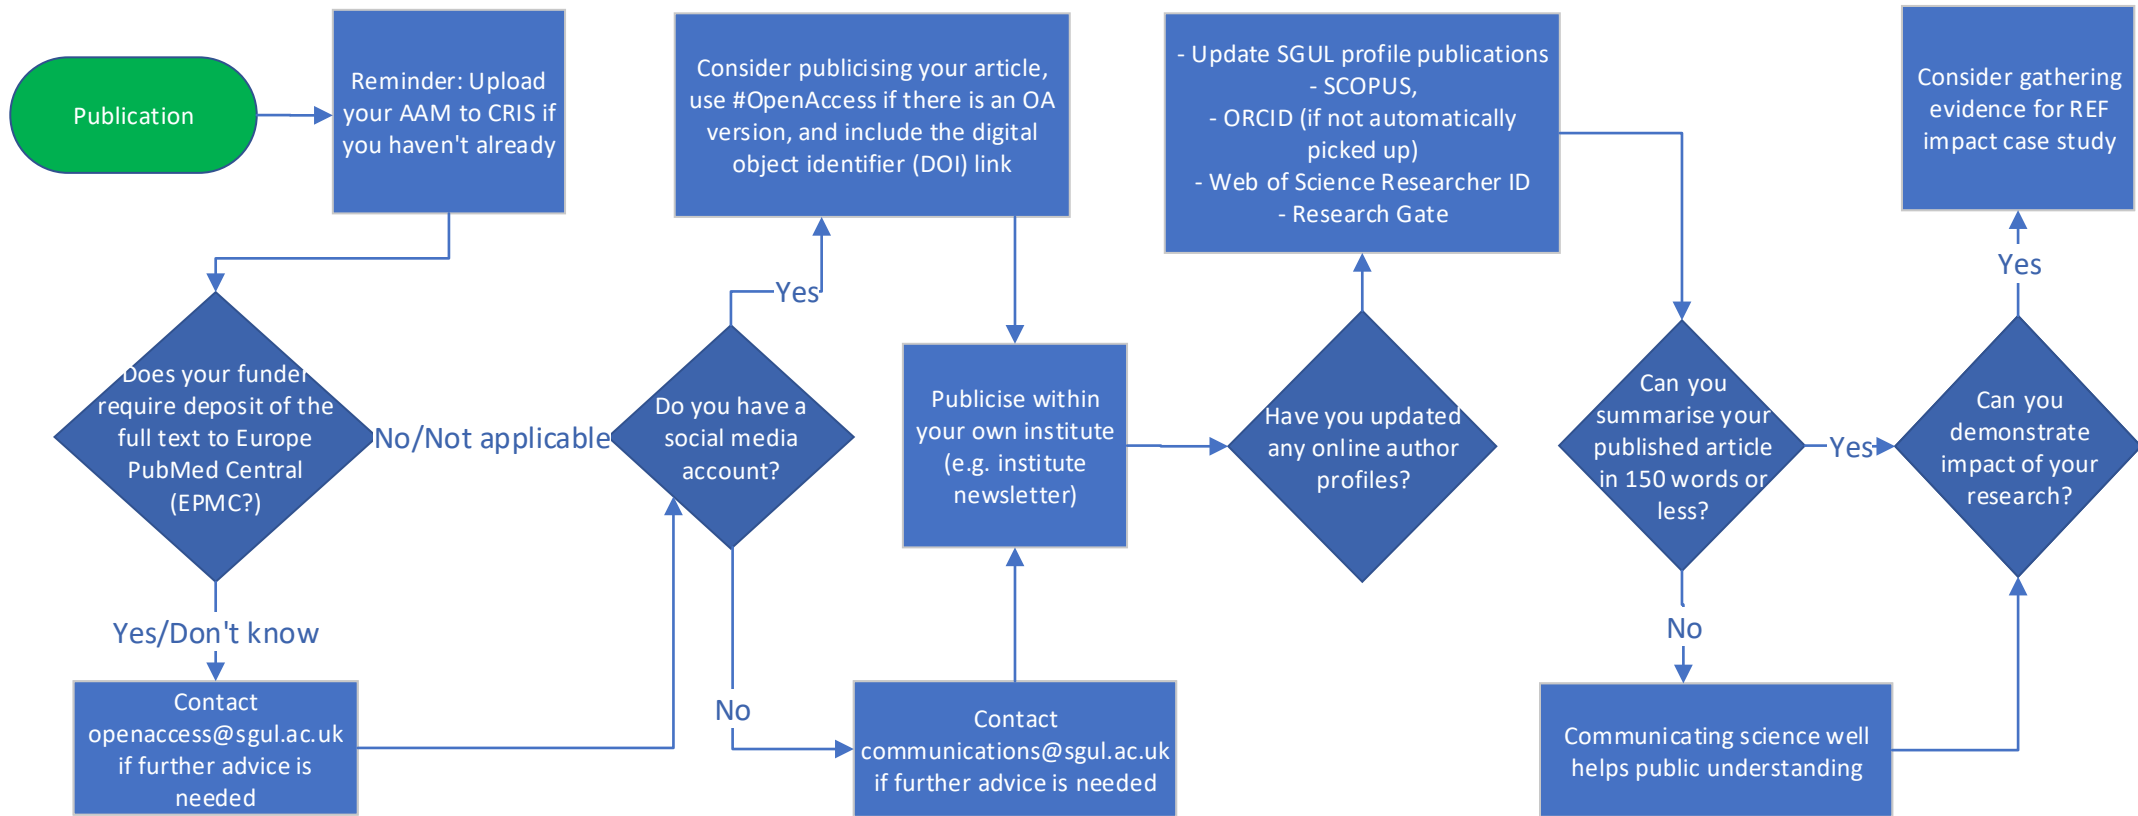 Publication
Reminder: Upload
your AAM to CRIS if
you haven't already
Does your funder
require deposit of the
full text to Europe
PubMed Central
(EPMC?)
No/Not applicable
Yes/Don't know
Contact
openaccess@sgul.ac.uk
if further advice is
needed
Do you have a
social media
account?
Yes
Consider publicising your article,
use #OpenAccess if there is an OA
version, and include the digital
object identifier (DOI) link
No
Contact
communications@sgul.ac.uk
if further advice is needed
Publicise within
your own institute
(e.g. institute
newsletter)
Have you updated
any online author
profiles?
- Update SGUL profile publications
- SCOPUS,
- ORCID (if not automatically
picked up)
- Web of Science Researcher ID
- Research Gate
Can you
summarise your
published article
in 150 words or
less?
Yes
No
Communicating science well
helps public understanding
Can you
demonstrate
impact of your
research?
Yes
Consider gathering
evidence for REF
impact case study